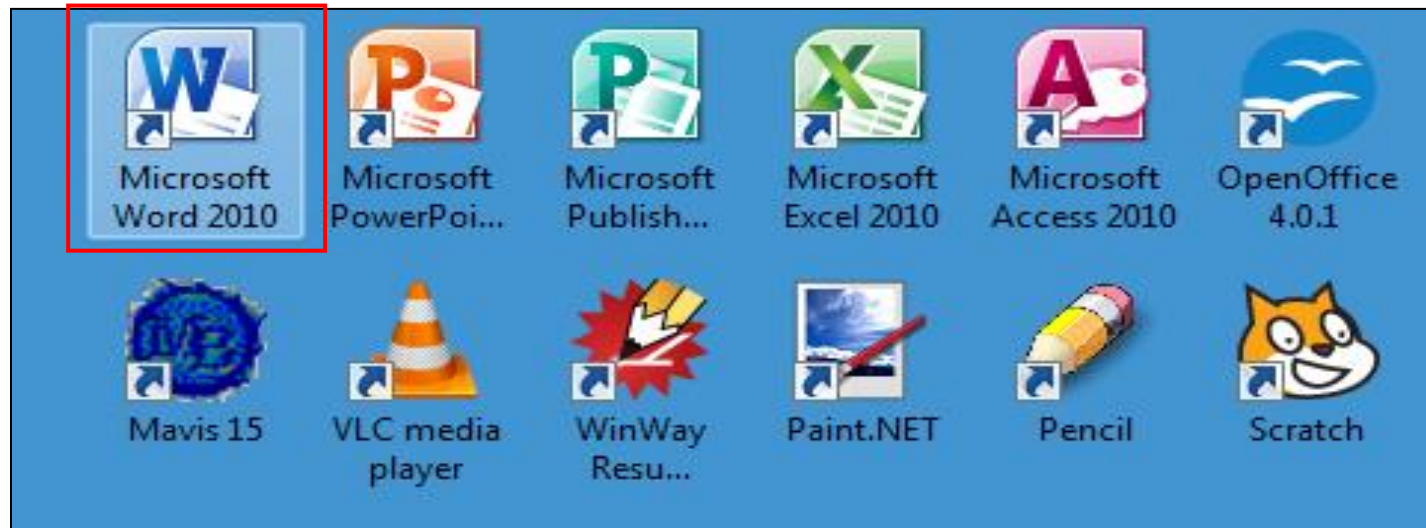 Microsoft
Word 2010
Microsoft
PowerPoi...
Microsoft
Publish...
Microsoft
Excel 2010
Microsoft
Access 2010
OpenOffice
4.0.1
Mavis 15
VLC media
player
WinWay
Resu...
Paint.NET
Pencil
Scratch